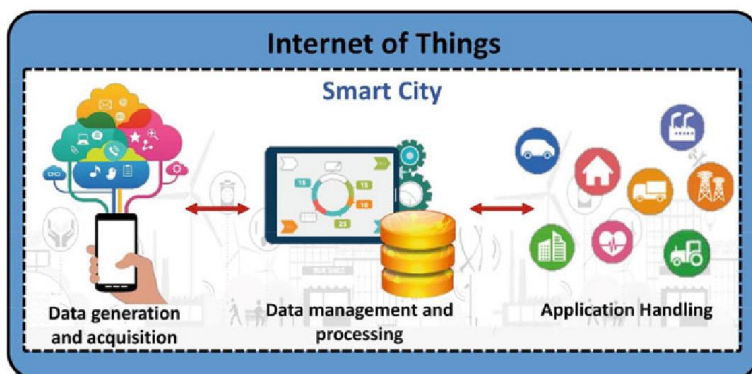 Internet of Things
Smart City
Data generation
and acquisition
Data management and
processing
Application Handling